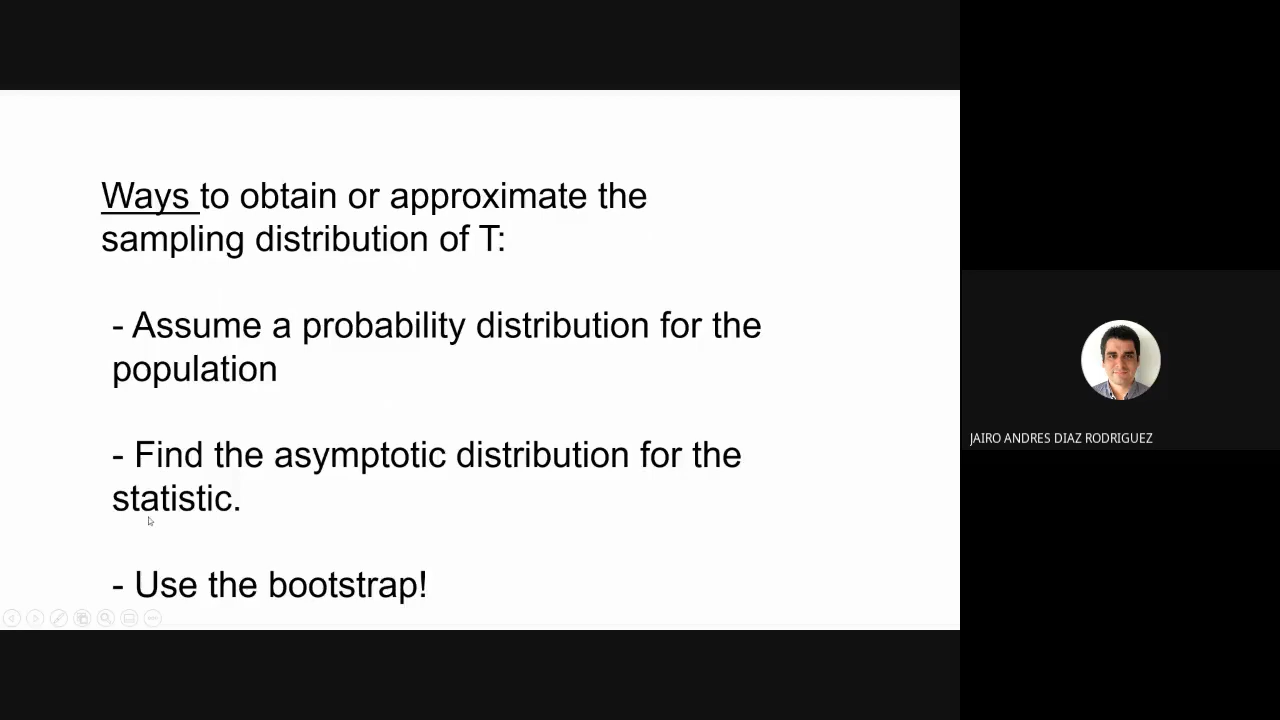 Ways to obtain or approximate the
sampling distribution of T:
- Assume a probability distribution for the
population
- Find the asymptotic distribution for the
statistic.
- Use the bootstrap!
JAIRO ANDRES DIAZ RODRIGUEZ